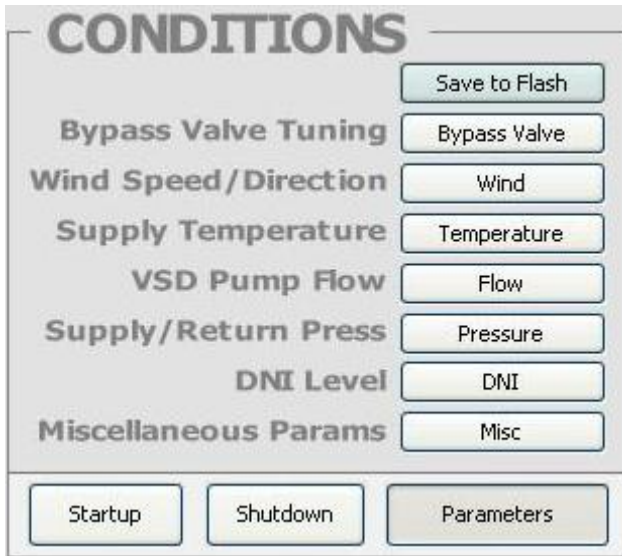 CONDITIONS
Save to Flash
Bypass Valve Tuning Bypass Valve
Wind Speed/Direction Wind
Supply Temperature Temperature
VSD Pump Flow Flow
Supply/Return Press Pressure
DNI Level DNI
Miscellaneous Params Misc
Startup Shutdown Parameters